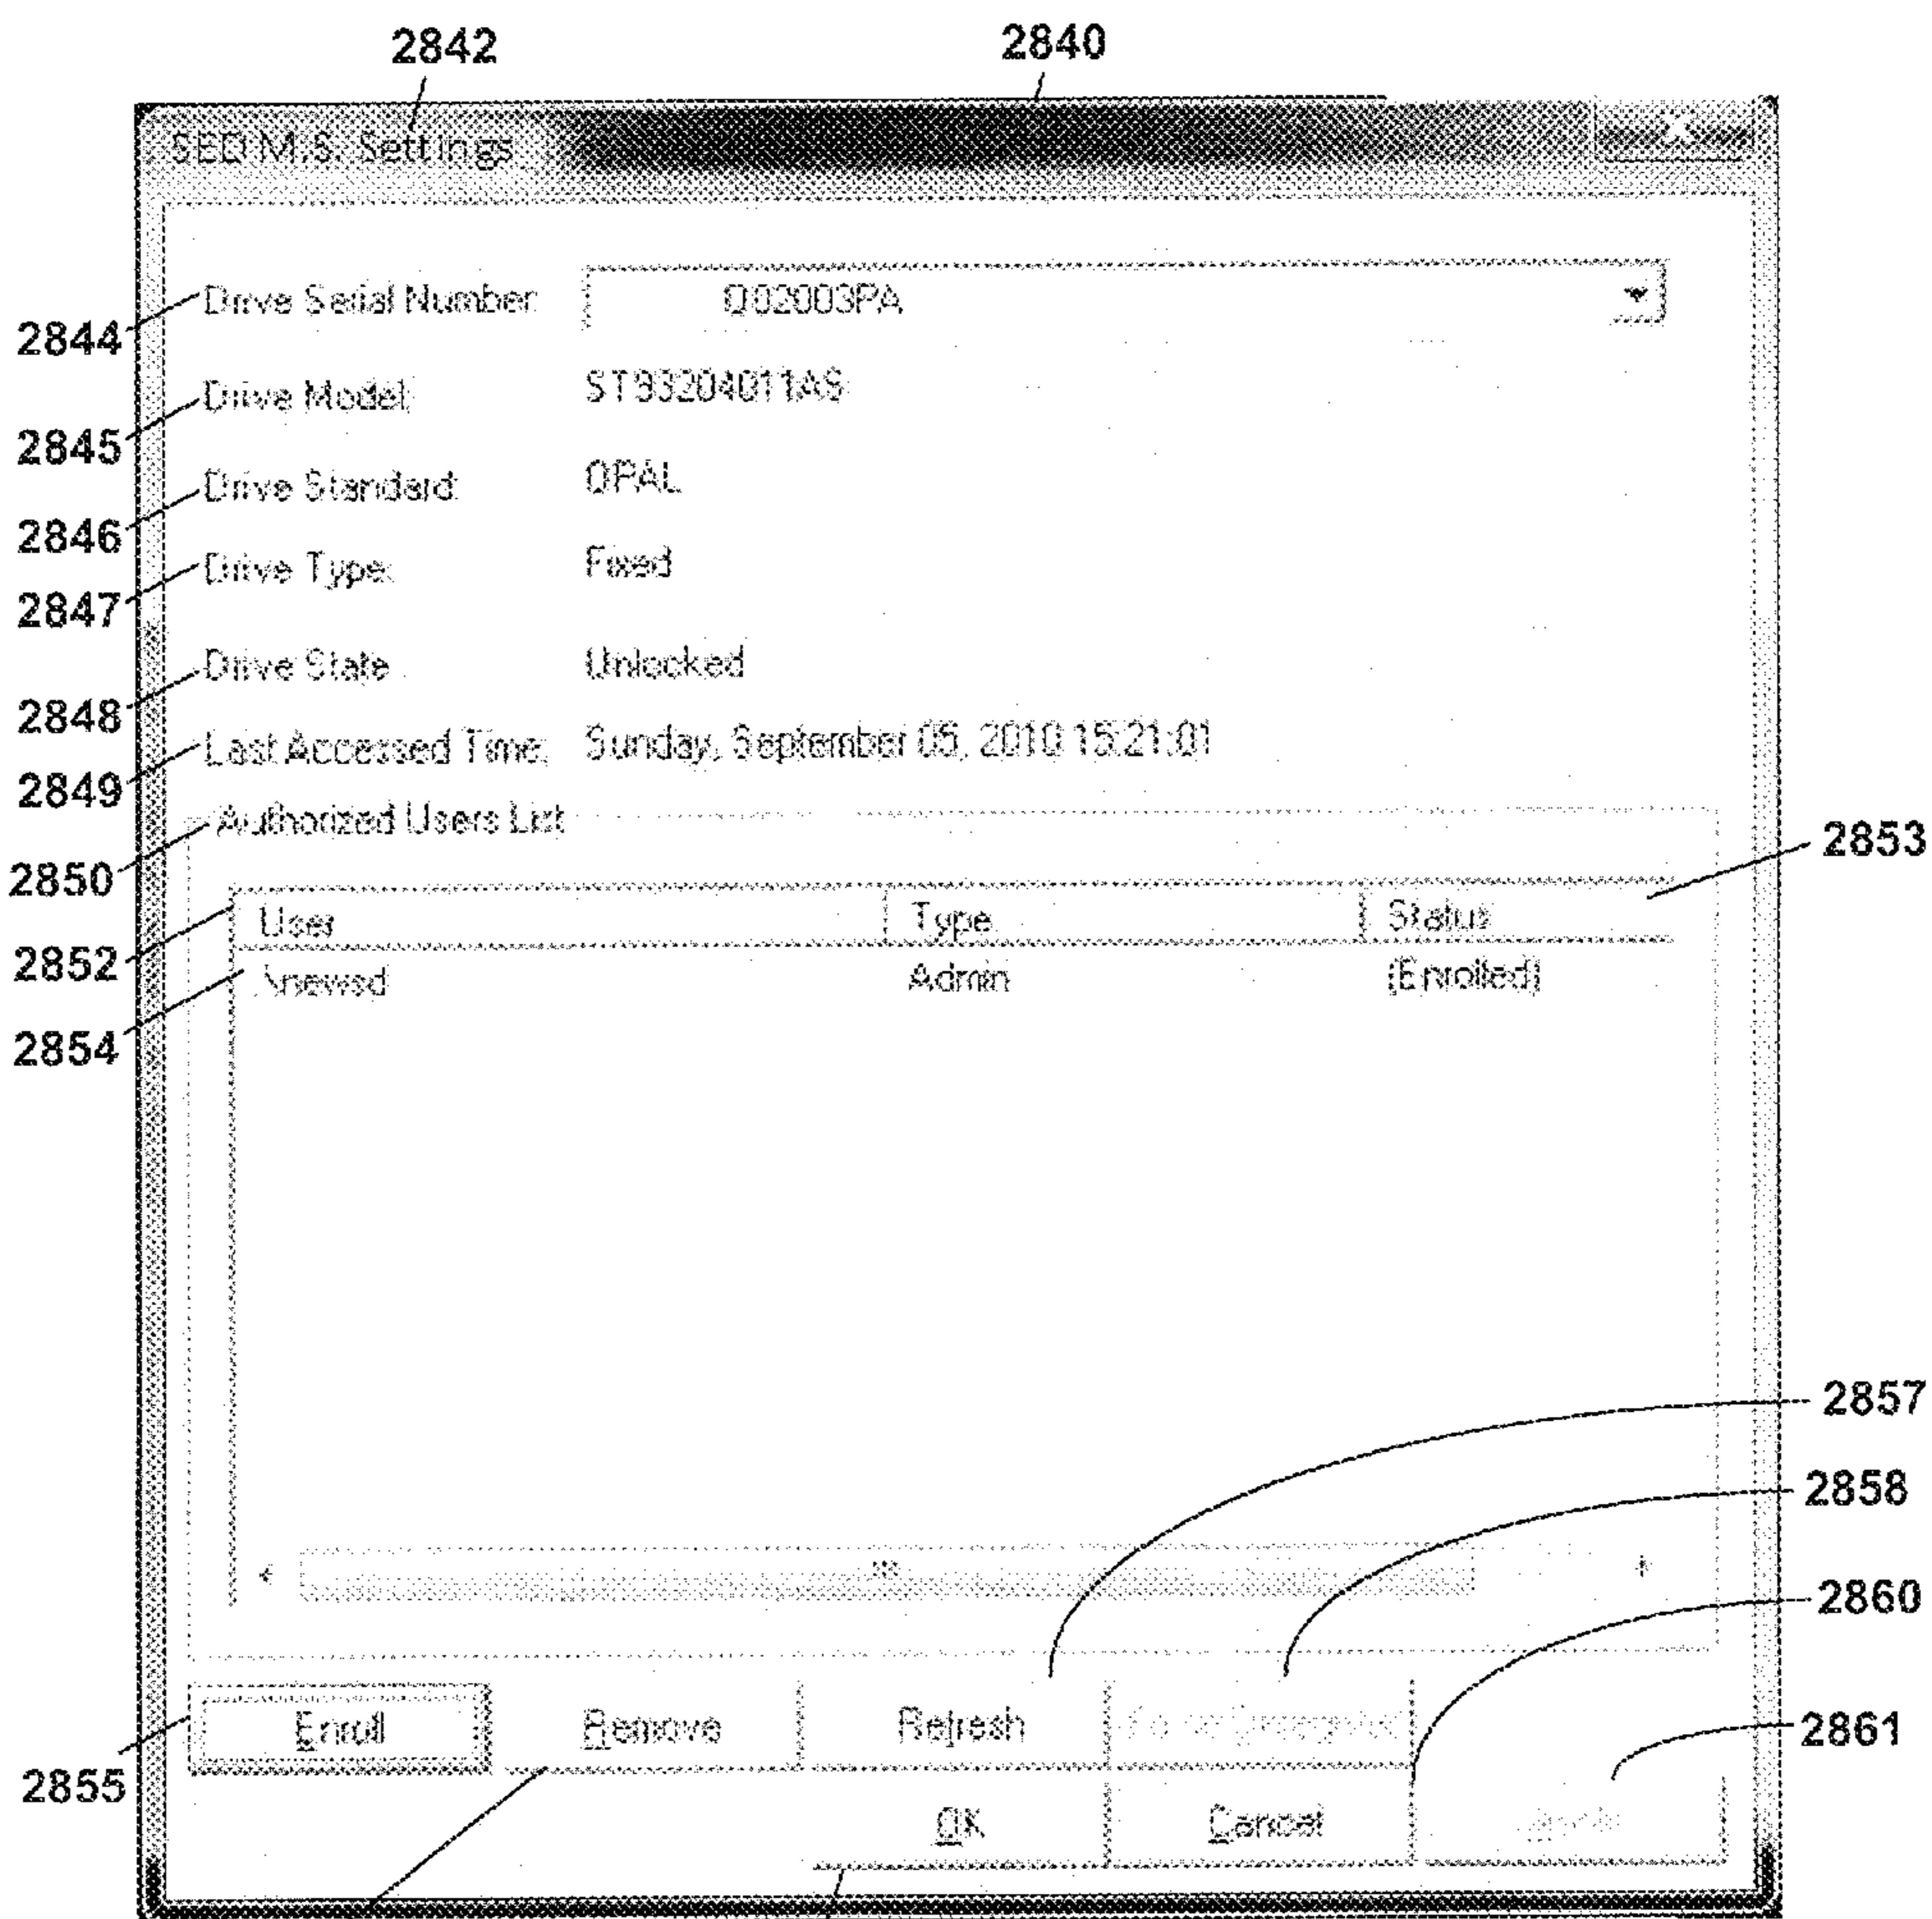 2842 2840
SED M.S. Settings
2844 Drive Serial Number: D02003PA
2845 Drive Model: ST93204011AS
2846 Drive Standard: OPAL
2847 Drive Type: Fixed
2848 Drive State Unlocked
2849 Last Accessed Time: Sunday, September 05, 2010 15:21:01
2850 Authorized Users List
2853
2852 User Type Status
2854 Admin (Enrolled)
2857
2858
2860
2861
2855 Enroll Remove Refresh
OK Cancel